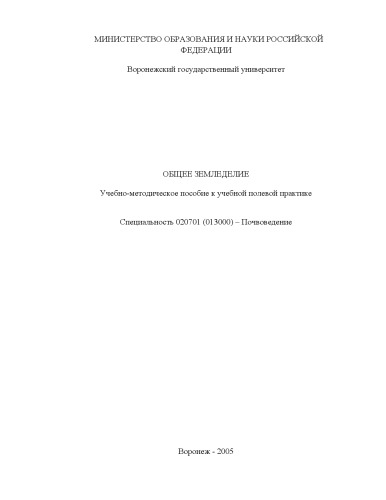 МИНИСТЕРСТВО ОБРАЗОВАНИЯ И НАУКИ РОССИЙСКОЙ
ФЕДЕРАЦИИ
Воронежский государственный университет
ОБЩЕЕ ЗЕМЛЕДЕЛИЕ
Учебно-методическое пособие к учебной полевой практике
Специальность 020701 (013000) – Почвоведение
Воронеж - 2005